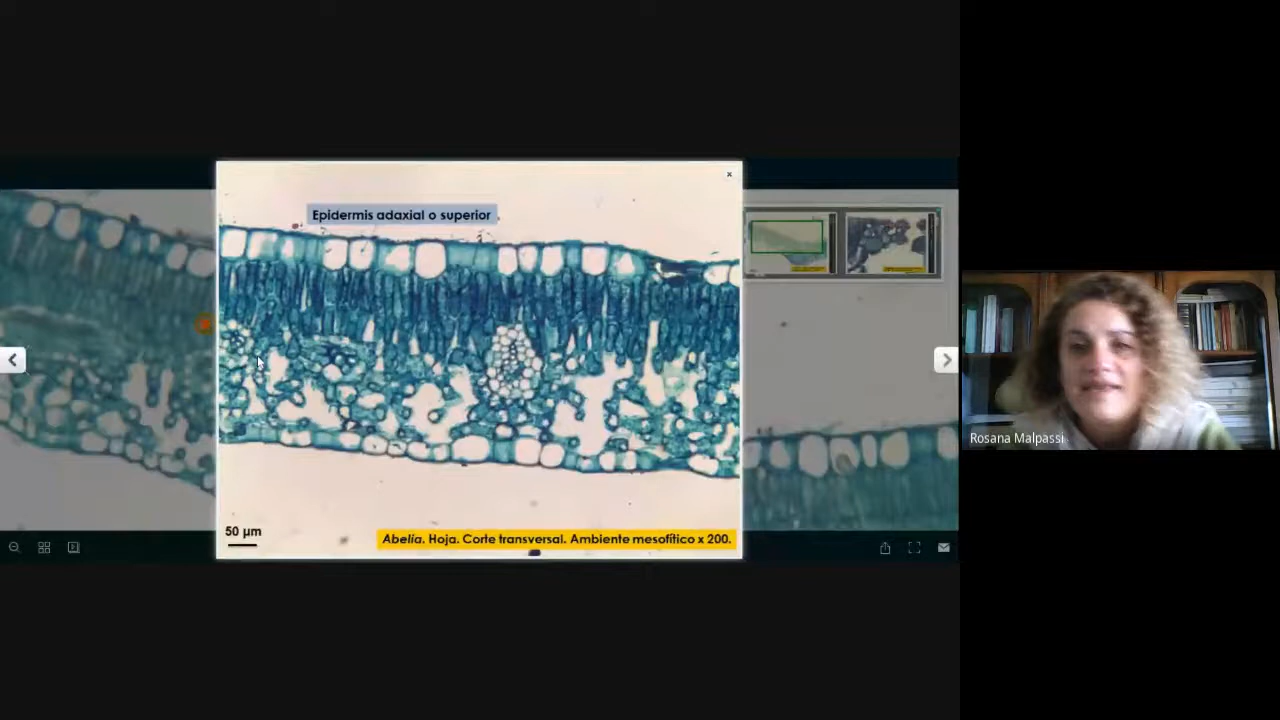 Epidermis adaxial o superior
50 µm
Abelia. Hoja. Corte transversal. Ambiente mesofítico x 200.
Rosana Malpassi